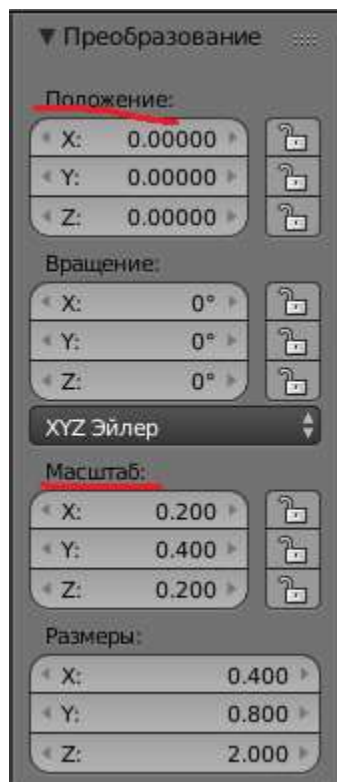 Преобразование
Положение:
X: 0.00000
Y: 0.00000
Z: 0.00000
Вращение:
X: 0°
Y: 0°
Z: 0°
XYZ Эйлер
Масштаб:
X: 0.200
Y: 0.400
Z: 0.200
Размеры:
X: 0.400
Y: 0.800
Z: 2.000